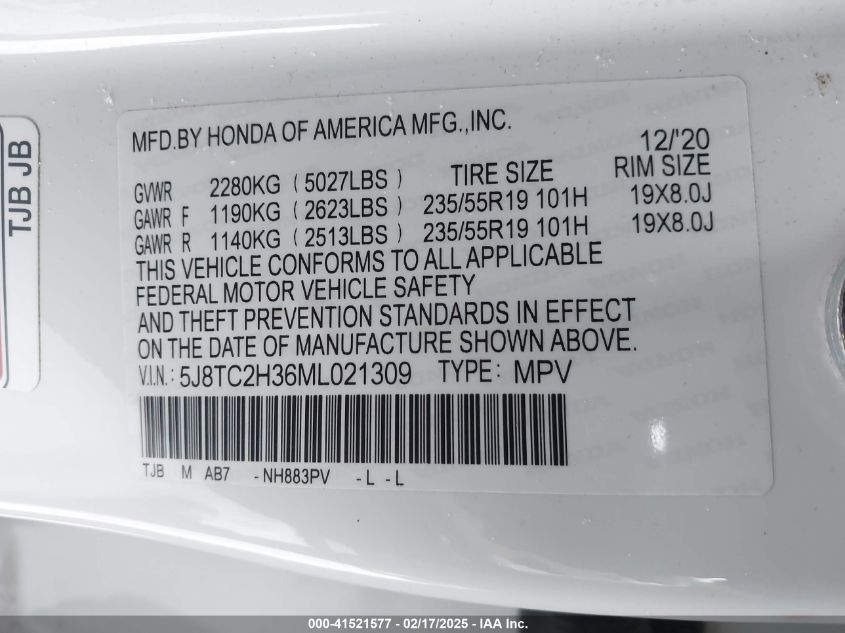 TJB JB
MFD.BY HONDA OF AMERICA MFG.,INC.
12/'20
GVWR 2280KG (5027LBS) TIRE SIZE RIM SIZE
GAWR F 1190KG (2623LBS) 235/55R19 101H 19X8.0J
GAWR R 1140KG (2513LBS) 235/55R19 101H 19X8.0J
THIS VEHICLE CONFORMS TO ALL APPLICABLE
FEDERAL MOTOR VEHICLE SAFETY
AND THEFT PREVENTION STANDARDS IN EFFECT
ON THE DATE OF MANUFACTURE SHOWN ABOVE.
V.I.N.: 5J8TC2H36ML021309 TYPE: MPV
TJB M AB7 -NH883PV -L -L
000-41521577 - 02/17/2025 - IAA Inc.